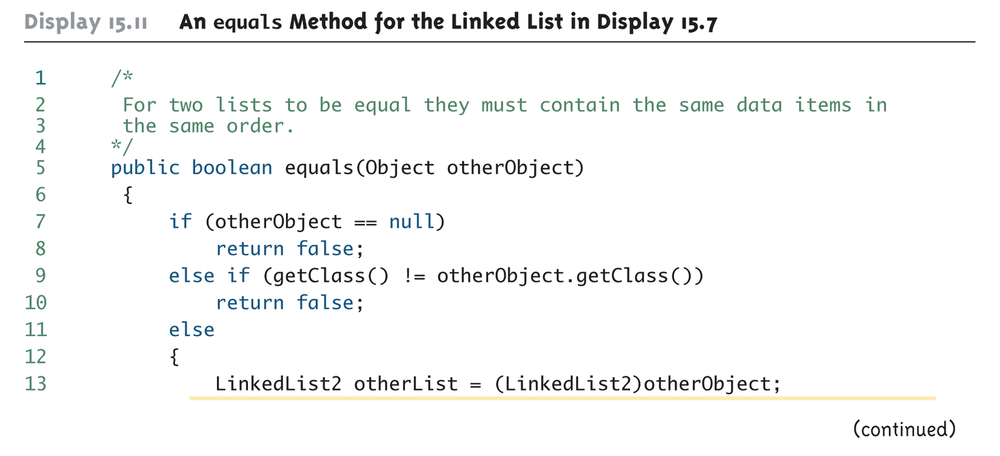 Display 15.11 An equals Method for the Linked List in Display 15.7
1 /*
2 For two lists to be equal they must contain the same data items in
3 the same order.
4 */
5 public boolean equals(Object otherObject)
6 {
7 if (otherObject == null)
8 return false;
9 else if (getClass() != otherObject.getClass())
10 return false;
11 else
12 {
13 LinkedList2 otherList = (LinkedList2)otherObject;
(continued)